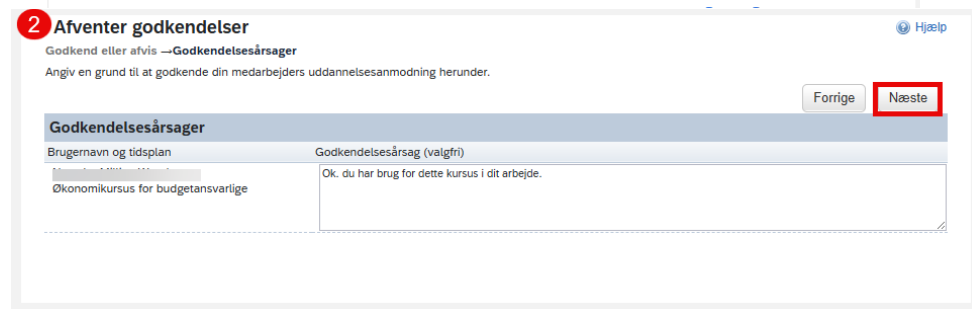 2 Afventer godkendelser
Hjælp
Godkend eller afvis →Godkendelsesårsager
Angiv en grund til at godkende din medarbejders uddannelsesanmodning herunder.
Forrige Næste
Godkendelsesårsager
Brugernavn og tidsplan Godkendelsesårsag (valgfri)
Ok. du har brug for dette kursus i dit arbejde.
Økonomikursus for budgetansvarlige